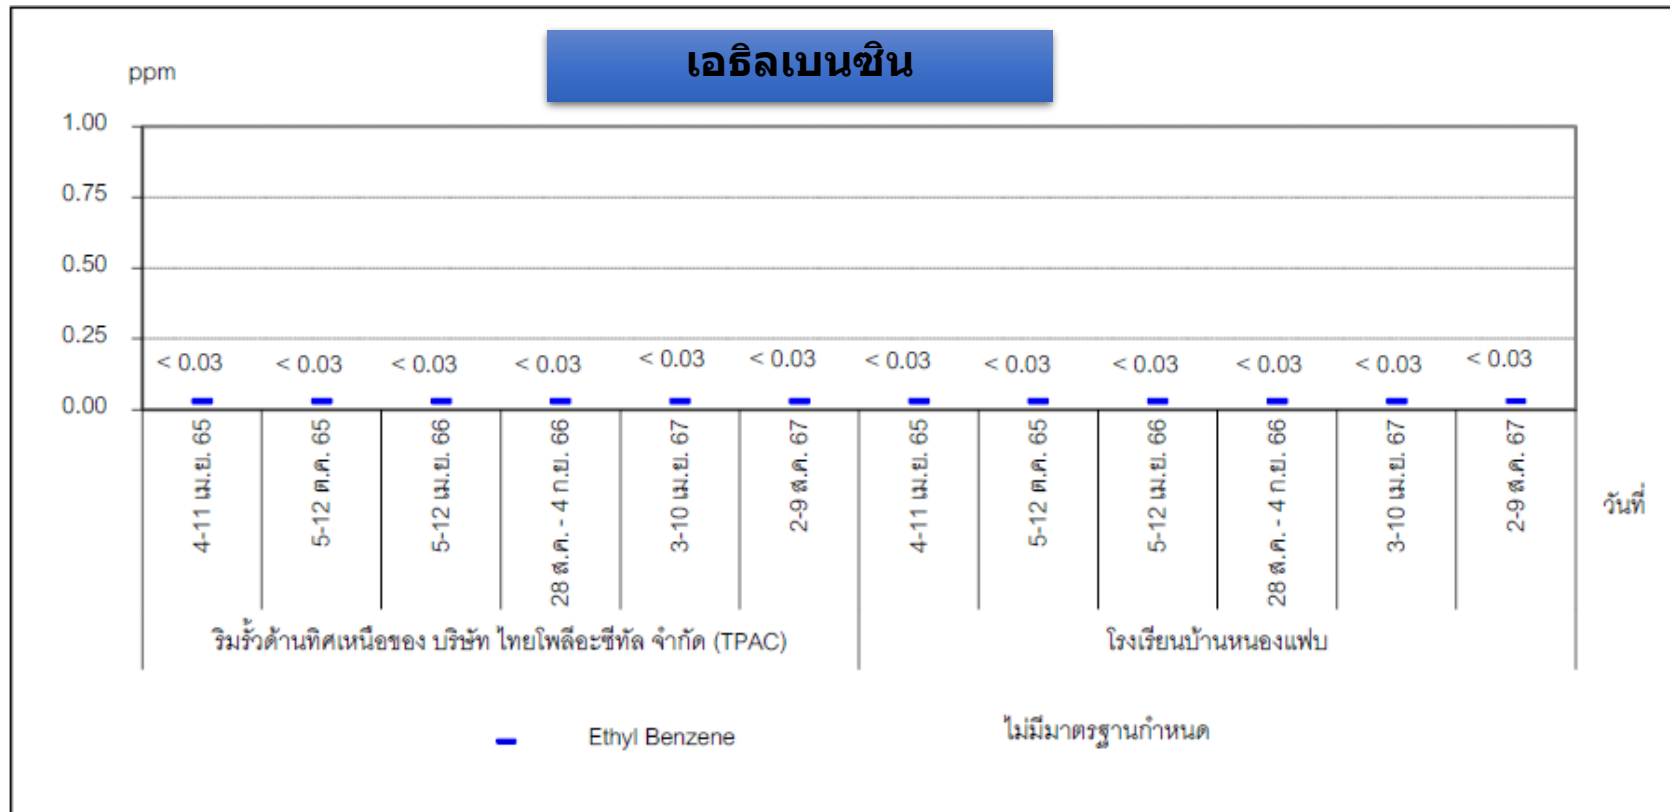 เอธิลเบนซิน
ppm
1.00
0.75
0.50
0.25
0.00
< 0.03 < 0.03 < 0.03 < 0.03 < 0.03 < 0.03 < 0.03 < 0.03 < 0.03 < 0.03 < 0.03 < 0.03
4-11 เม.ย. 65
5-12 ต.ค. 65
5-12 เม.ย. 66
28 ส.ค. - 4 ก.ย. 66
3-10 เม.ย. 67
2-9 ส.ค. 67
4-11 เม.ย. 65
5-12 ต.ค. 65
5-12 เม.ย. 66
28 ส.ค. - 4 ก.ย. 66
3-10 เม.ย. 67
2-9 ส.ค. 67
วันที่
ริมรั้วด้านทิศเหนือของ บริษัท ไทยโพลีอะซีทัล จำกัด (TPAC) โรงเรียนบ้านหนองแฟบ
Ethyl Benzene ไม่มีมาตรฐานกำหนด